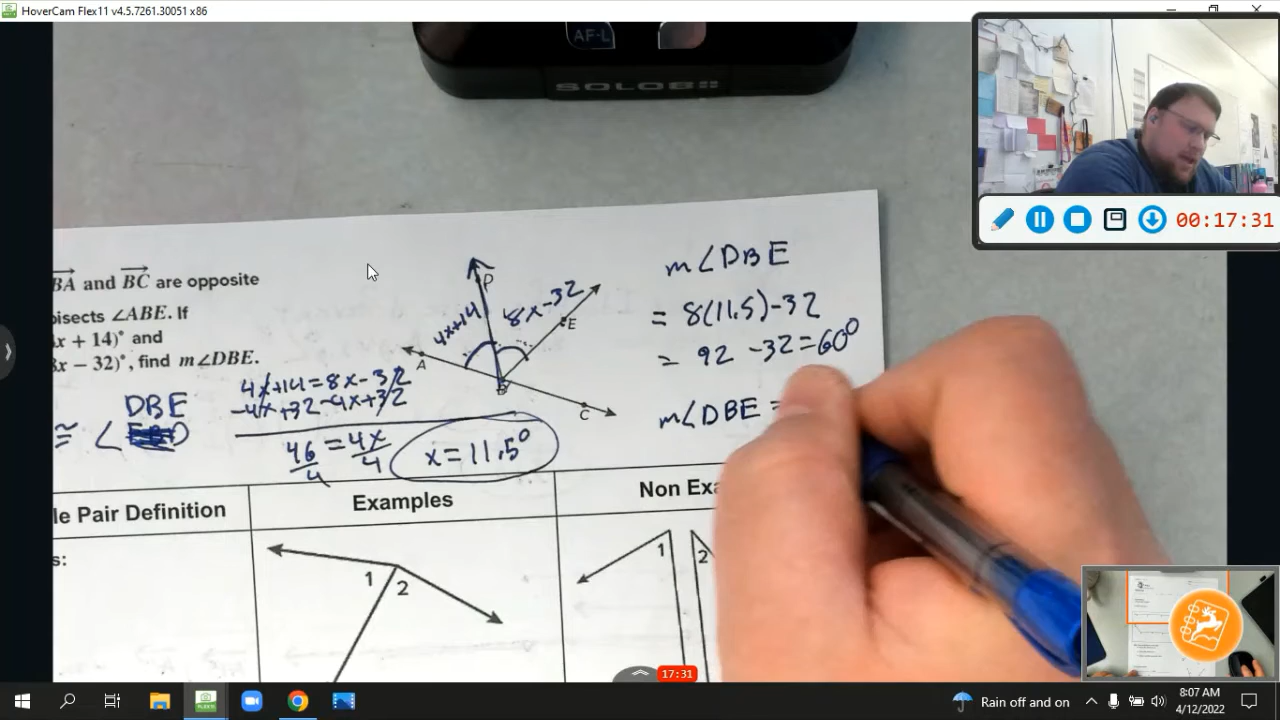 HoverCam Flex11 v4.5.7261.30051 x86
AF-L
SOLO8
00:17:31
BA and BC are opposite
bisects ∠ABE. If
x + 14)° and
8x − 32)°, find m∠DBE.
DBE
≅ ∠
4x+14=8x-32
-4x+32 -4x+32
46 = 4x
4 4
x=11.5°
D
4x+14
8x-32
E
A
B
C
m∠DBE
= 8(11.5)-32
= 92 -32=60°
m∠DBE =
le Pair Definition
Examples
Non Exa
s:
1
2
1
2
17:31
FLEX11
Rain off and on
8:07 AM
4/12/2022